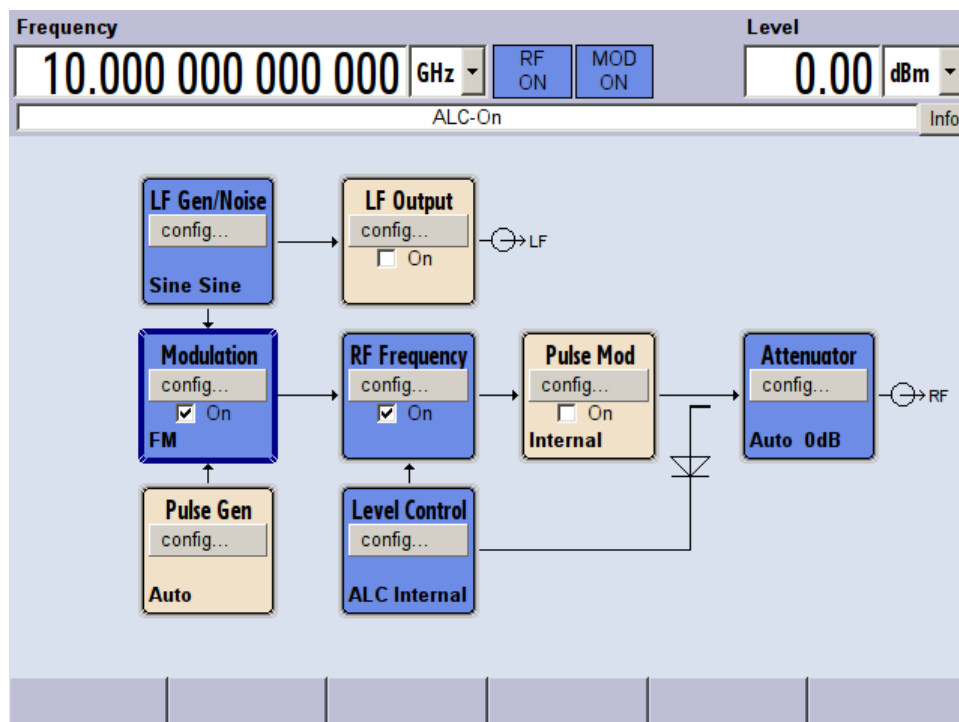 Frequency
Level
10.000 000 000 000 GHz
RF ON
MOD ON
0.00 dBm
ALC-On
Info
LF Gen/Noise
config...
Sine Sine
LF Output
config...
On
LF
Modulation
config...
On
FM
RF Frequency
config...
On
Pulse Mod
config...
On
Internal
Attenuator
config...
Auto 0dB
RF
Pulse Gen
config...
Auto
Level Control
config...
ALC Internal